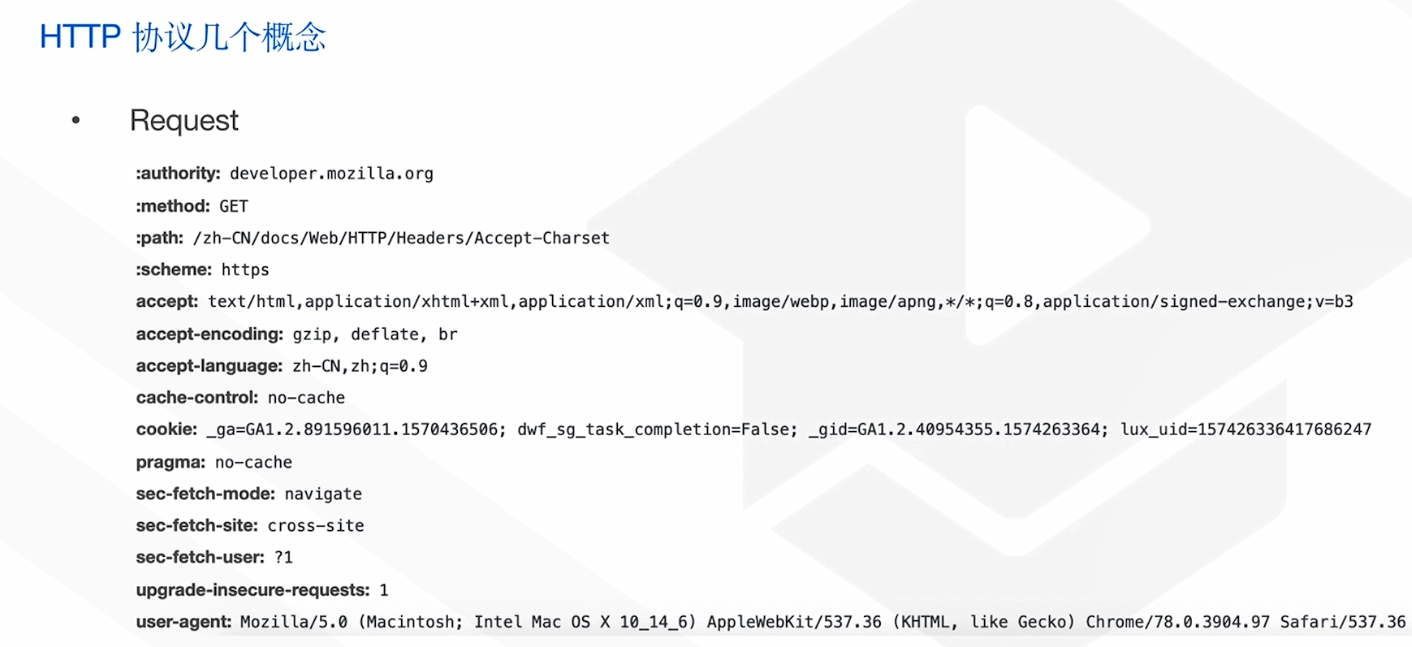 HTTP 协议几个概念
• Request
:authority: developer.mozilla.org
:method: GET
:path: /zh-CN/docs/Web/HTTP/Headers/Accept-Charset
:scheme: https
accept: text/html,application/xhtml+xml,application/xml;q=0.9,image/webp,image/apng,*/*;q=0.8,application/signed-exchange;v=b3
accept-encoding: gzip, deflate, br
accept-language: zh-CN,zh;q=0.9
cache-control: no-cache
cookie: _ga=GA1.2.891596011.1570436506; dwf_sg_task_completion=False; _gid=GA1.2.40954355.1574263364; lux_uid=157426336417686247
pragma: no-cache
sec-fetch-mode: navigate
sec-fetch-site: cross-site
sec-fetch-user: ?1
upgrade-insecure-requests: 1
user-agent: Mozilla/5.0 (Macintosh; Intel Mac OS X 10_14_6) AppleWebKit/537.36 (KHTML, like Gecko) Chrome/78.0.3904.97 Safari/537.36